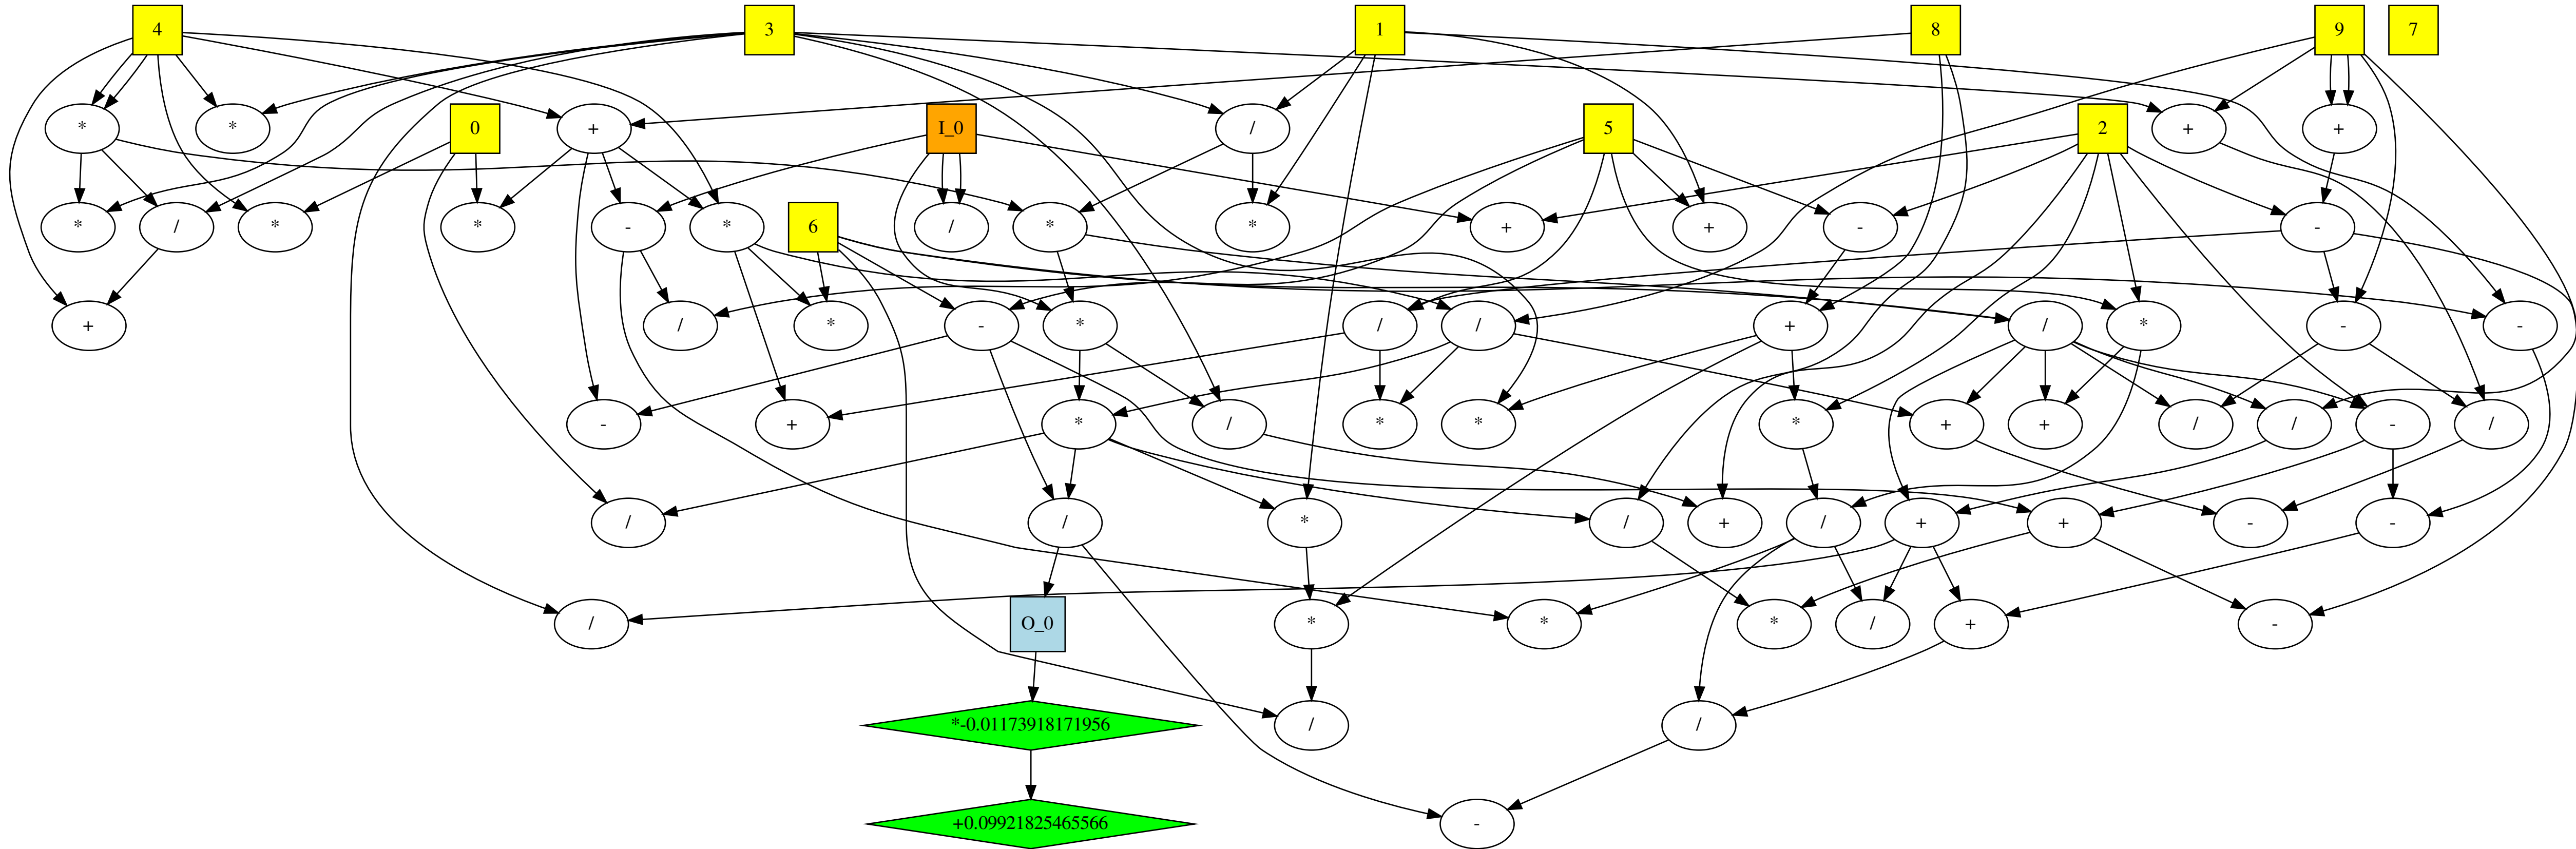 4 3 1 8 9 7
* * 0 + I_0 / 5 2 + +
* / * * - * 6 / * * + + - -
+ / * - * / / + / * - -
- + * / * * * + + / / - /
/ / * / + / + + - -
/ O_0 * * * / + -
*-0.01173918171956 / /
+0.09921825465566 -